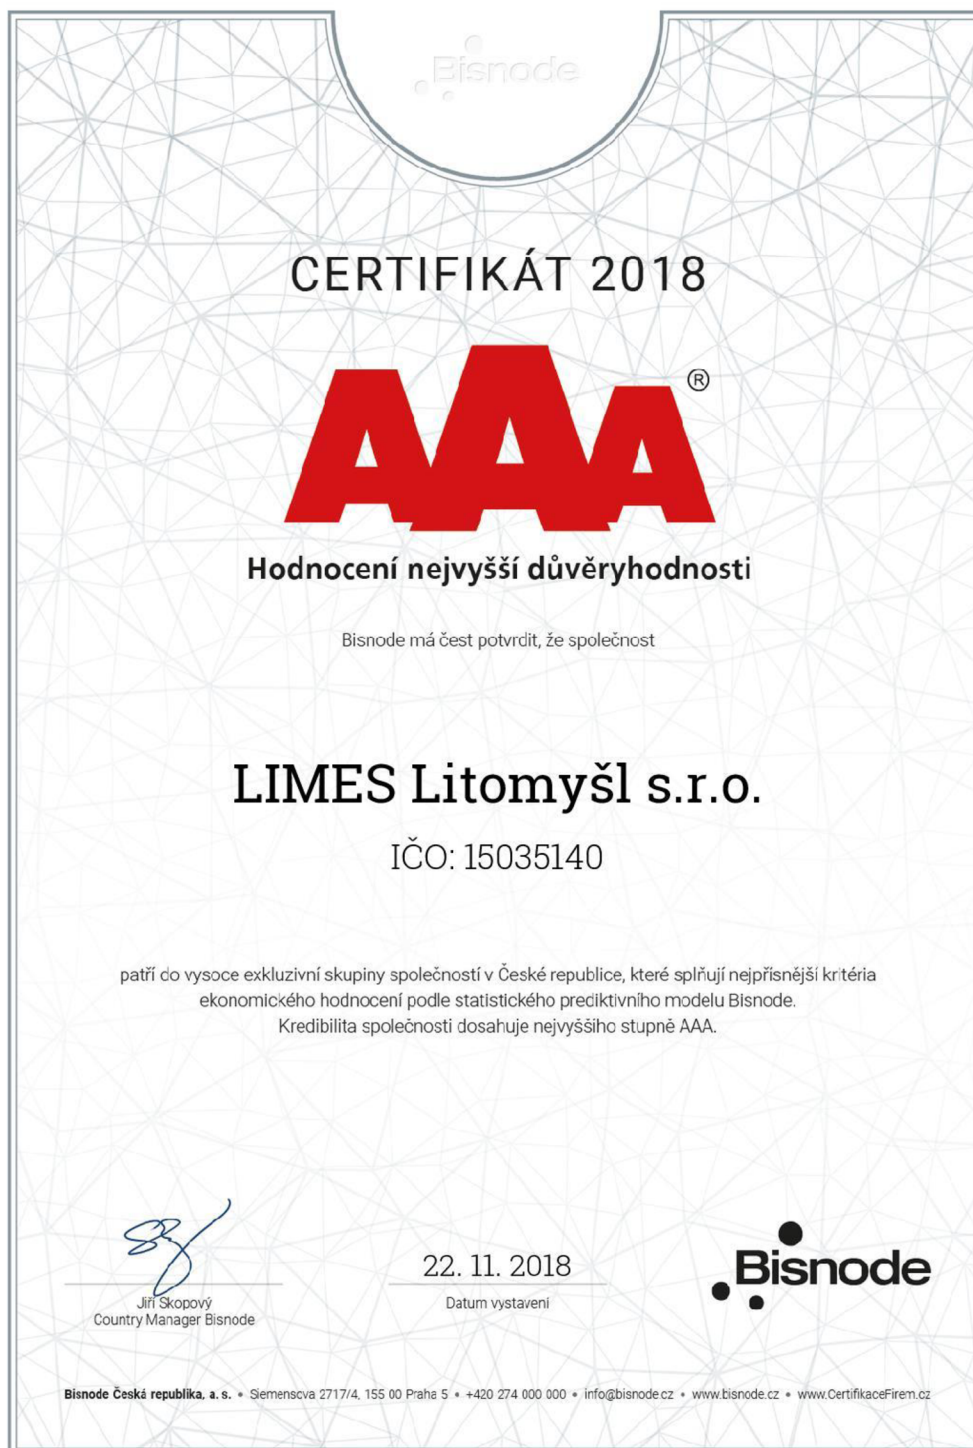 Bisnode
CERTIFIKÁT 2018
AAA®
Hodnocení nejvyšší důvěryhodnosti
Bisnode má čest potvrdit, že společnost
LIMES Litomyšl s.r.o.
IČO: 15035140
patří do vysoce exkluzivní skupiny společností v České republice, které splňují nejpřísnější kritéria
ekonomického hodnocení podle statistického prediktivního modelu Bisnode.
Kredibilita společnosti dosahuje nejvyššího stupně AAA.
Jiří Skopový
Country Manager Bisnode
22. 11. 2018
Datum vystavení
Bisnode
Bisnode Česká republika, a. s. • Siemensova 2717/4, 155 00 Praha 5 • +420 274 000 000 • info@bisnode.cz • www.bisnode.cz • www.CertifikaceFirem.cz